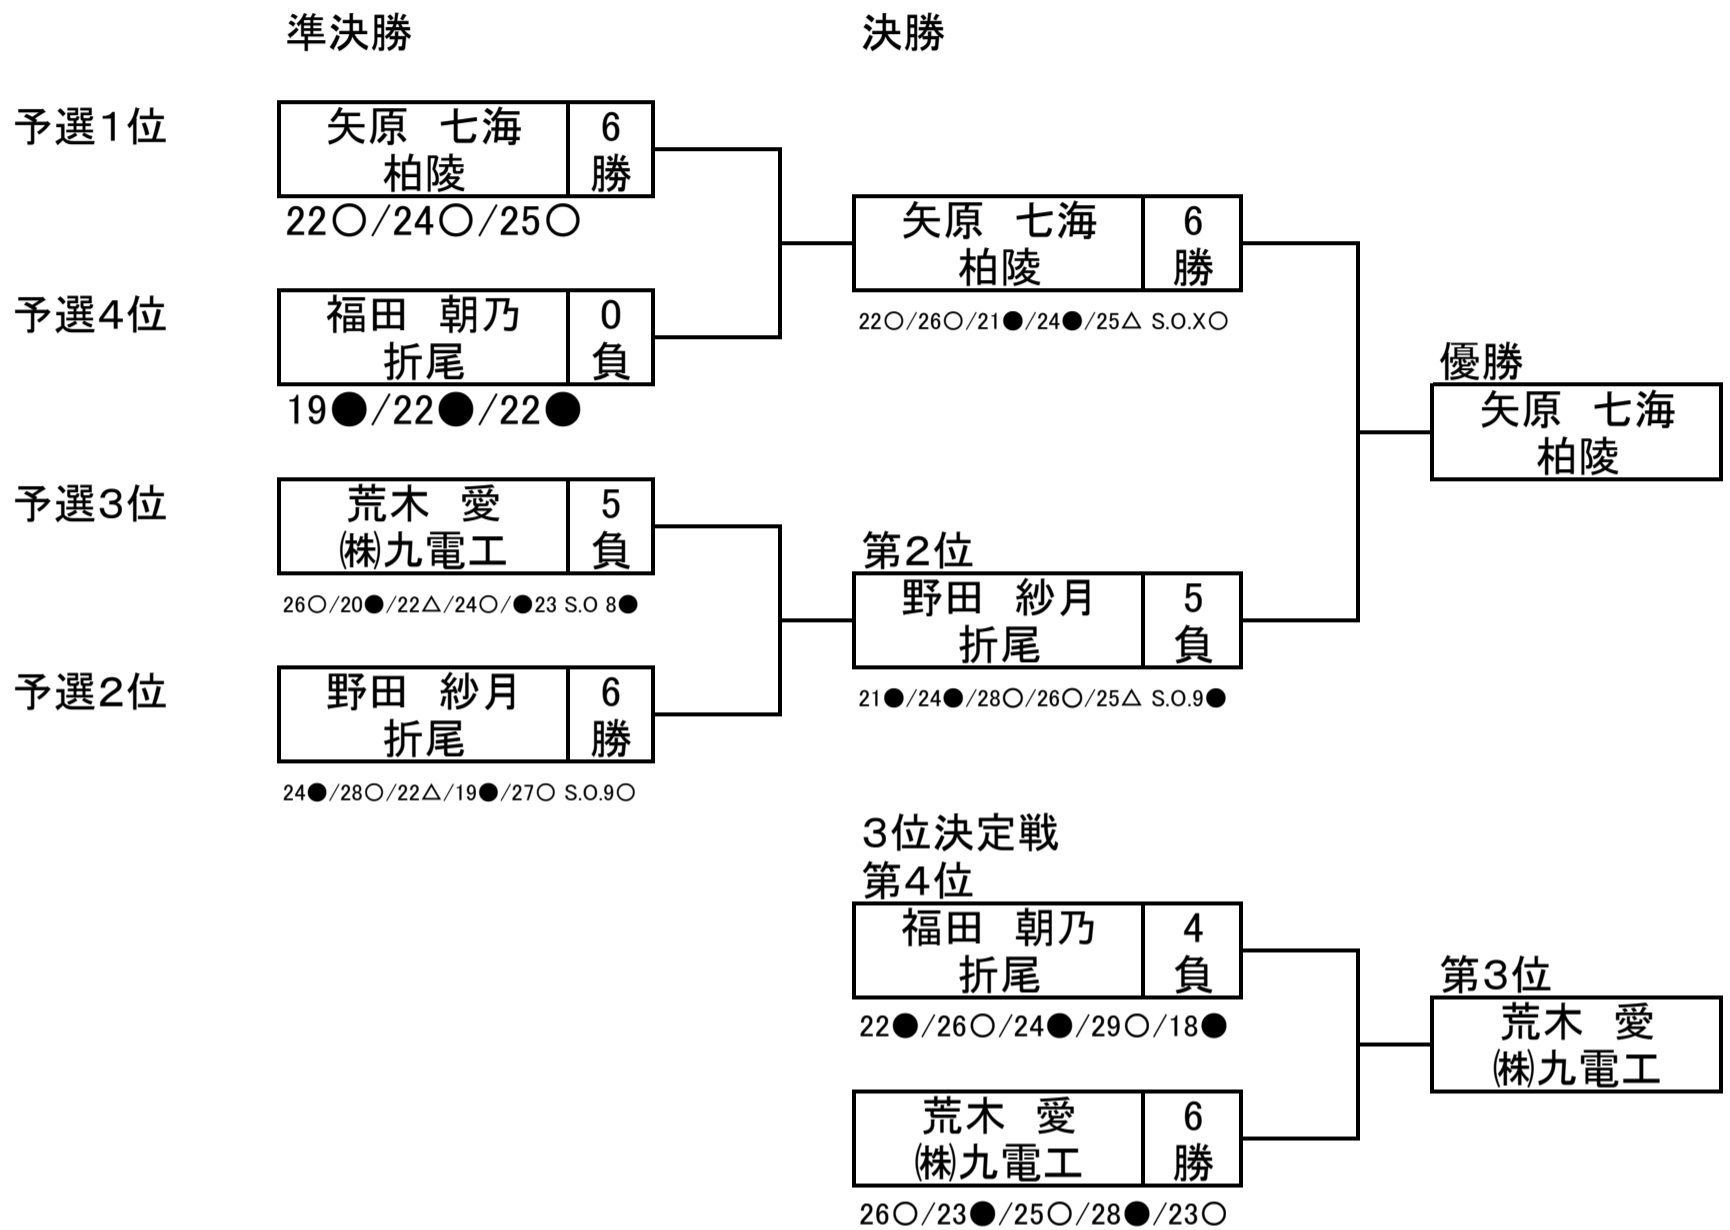 準決勝 決勝
予選1位
矢原 七海 6
柏陵 勝
22○/24○/25○
矢原 七海 6
柏陵 勝
22○/26○/21●/24●/25△ S.O.X○
予選4位
福田 朝乃 0
折尾 負
19●/22●/22●
優勝
矢原 七海
柏陵
予選3位
荒木 愛 5
㈱九電工 負
26○/20●/22△/24○/●23 S.O 8●
第2位
野田 紗月 5
折尾 負
21●/24●/28○/26○/25△ S.O.9●
予選2位
野田 紗月 6
折尾 勝
24●/28○/22△/19●/27○ S.O.9○
3位決定戦
第4位
福田 朝乃 4
折尾 負
22●/26○/24●/29○/18●
第3位
荒木 愛
㈱九電工
荒木 愛 6
㈱九電工 勝
26○/23●/25○/28●/23○